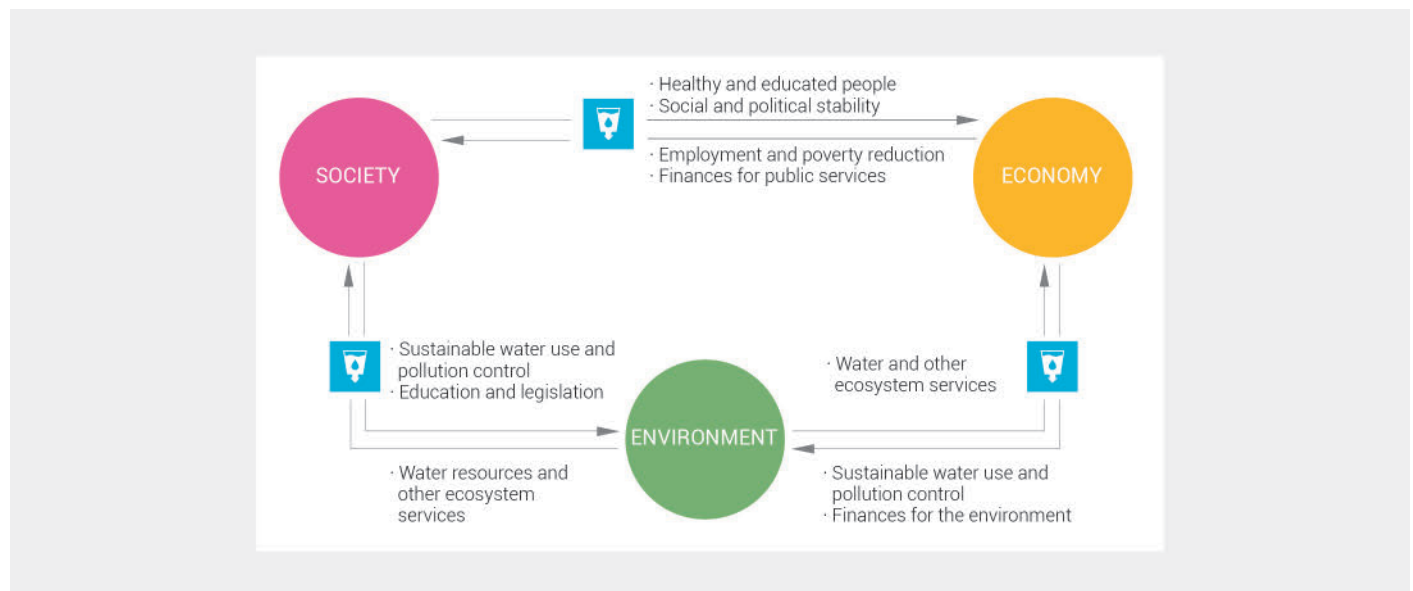 · Healthy and educated people
· Social and political stability
SOCIETY
· Employment and poverty reduction
· Finances for public services
ECONOMY
· Sustainable water use and
pollution control
· Education and legislation
· Water and other
ecosystem services
ENVIRONMENT
· Water resources and
other ecosystem
services
· Sustainable water use and
pollution control
· Finances for the environment